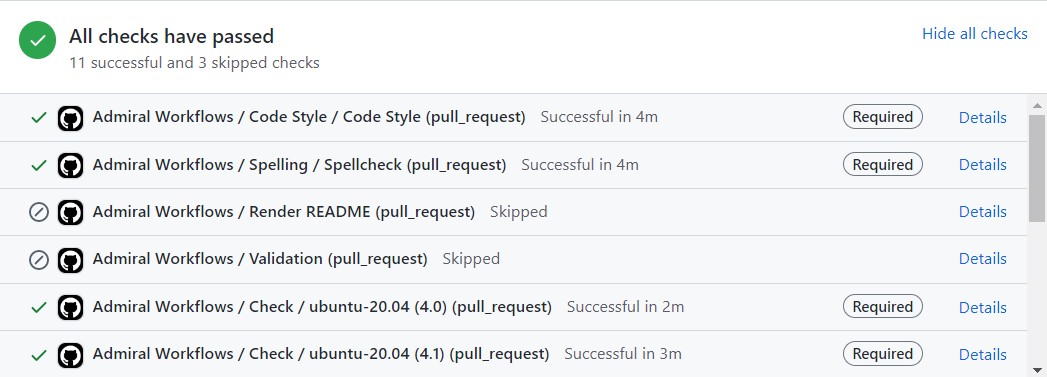 All checks have passed
Hide all checks
11 successful and 3 skipped checks
Admiral Workflows / Code Style / Code Style (pull_request) Successful in 4m Required Details
Admiral Workflows / Spelling / Spellcheck (pull_request) Successful in 4m Required Details
Admiral Workflows / Render README (pull_request) Skipped Details
Admiral Workflows / Validation (pull_request) Skipped Details
Admiral Workflows / Check / ubuntu-20.04 (4.0) (pull_request) Successful in 2m Required Details
Admiral Workflows / Check / ubuntu-20.04 (4.1) (pull_request) Successful in 3m Required Details